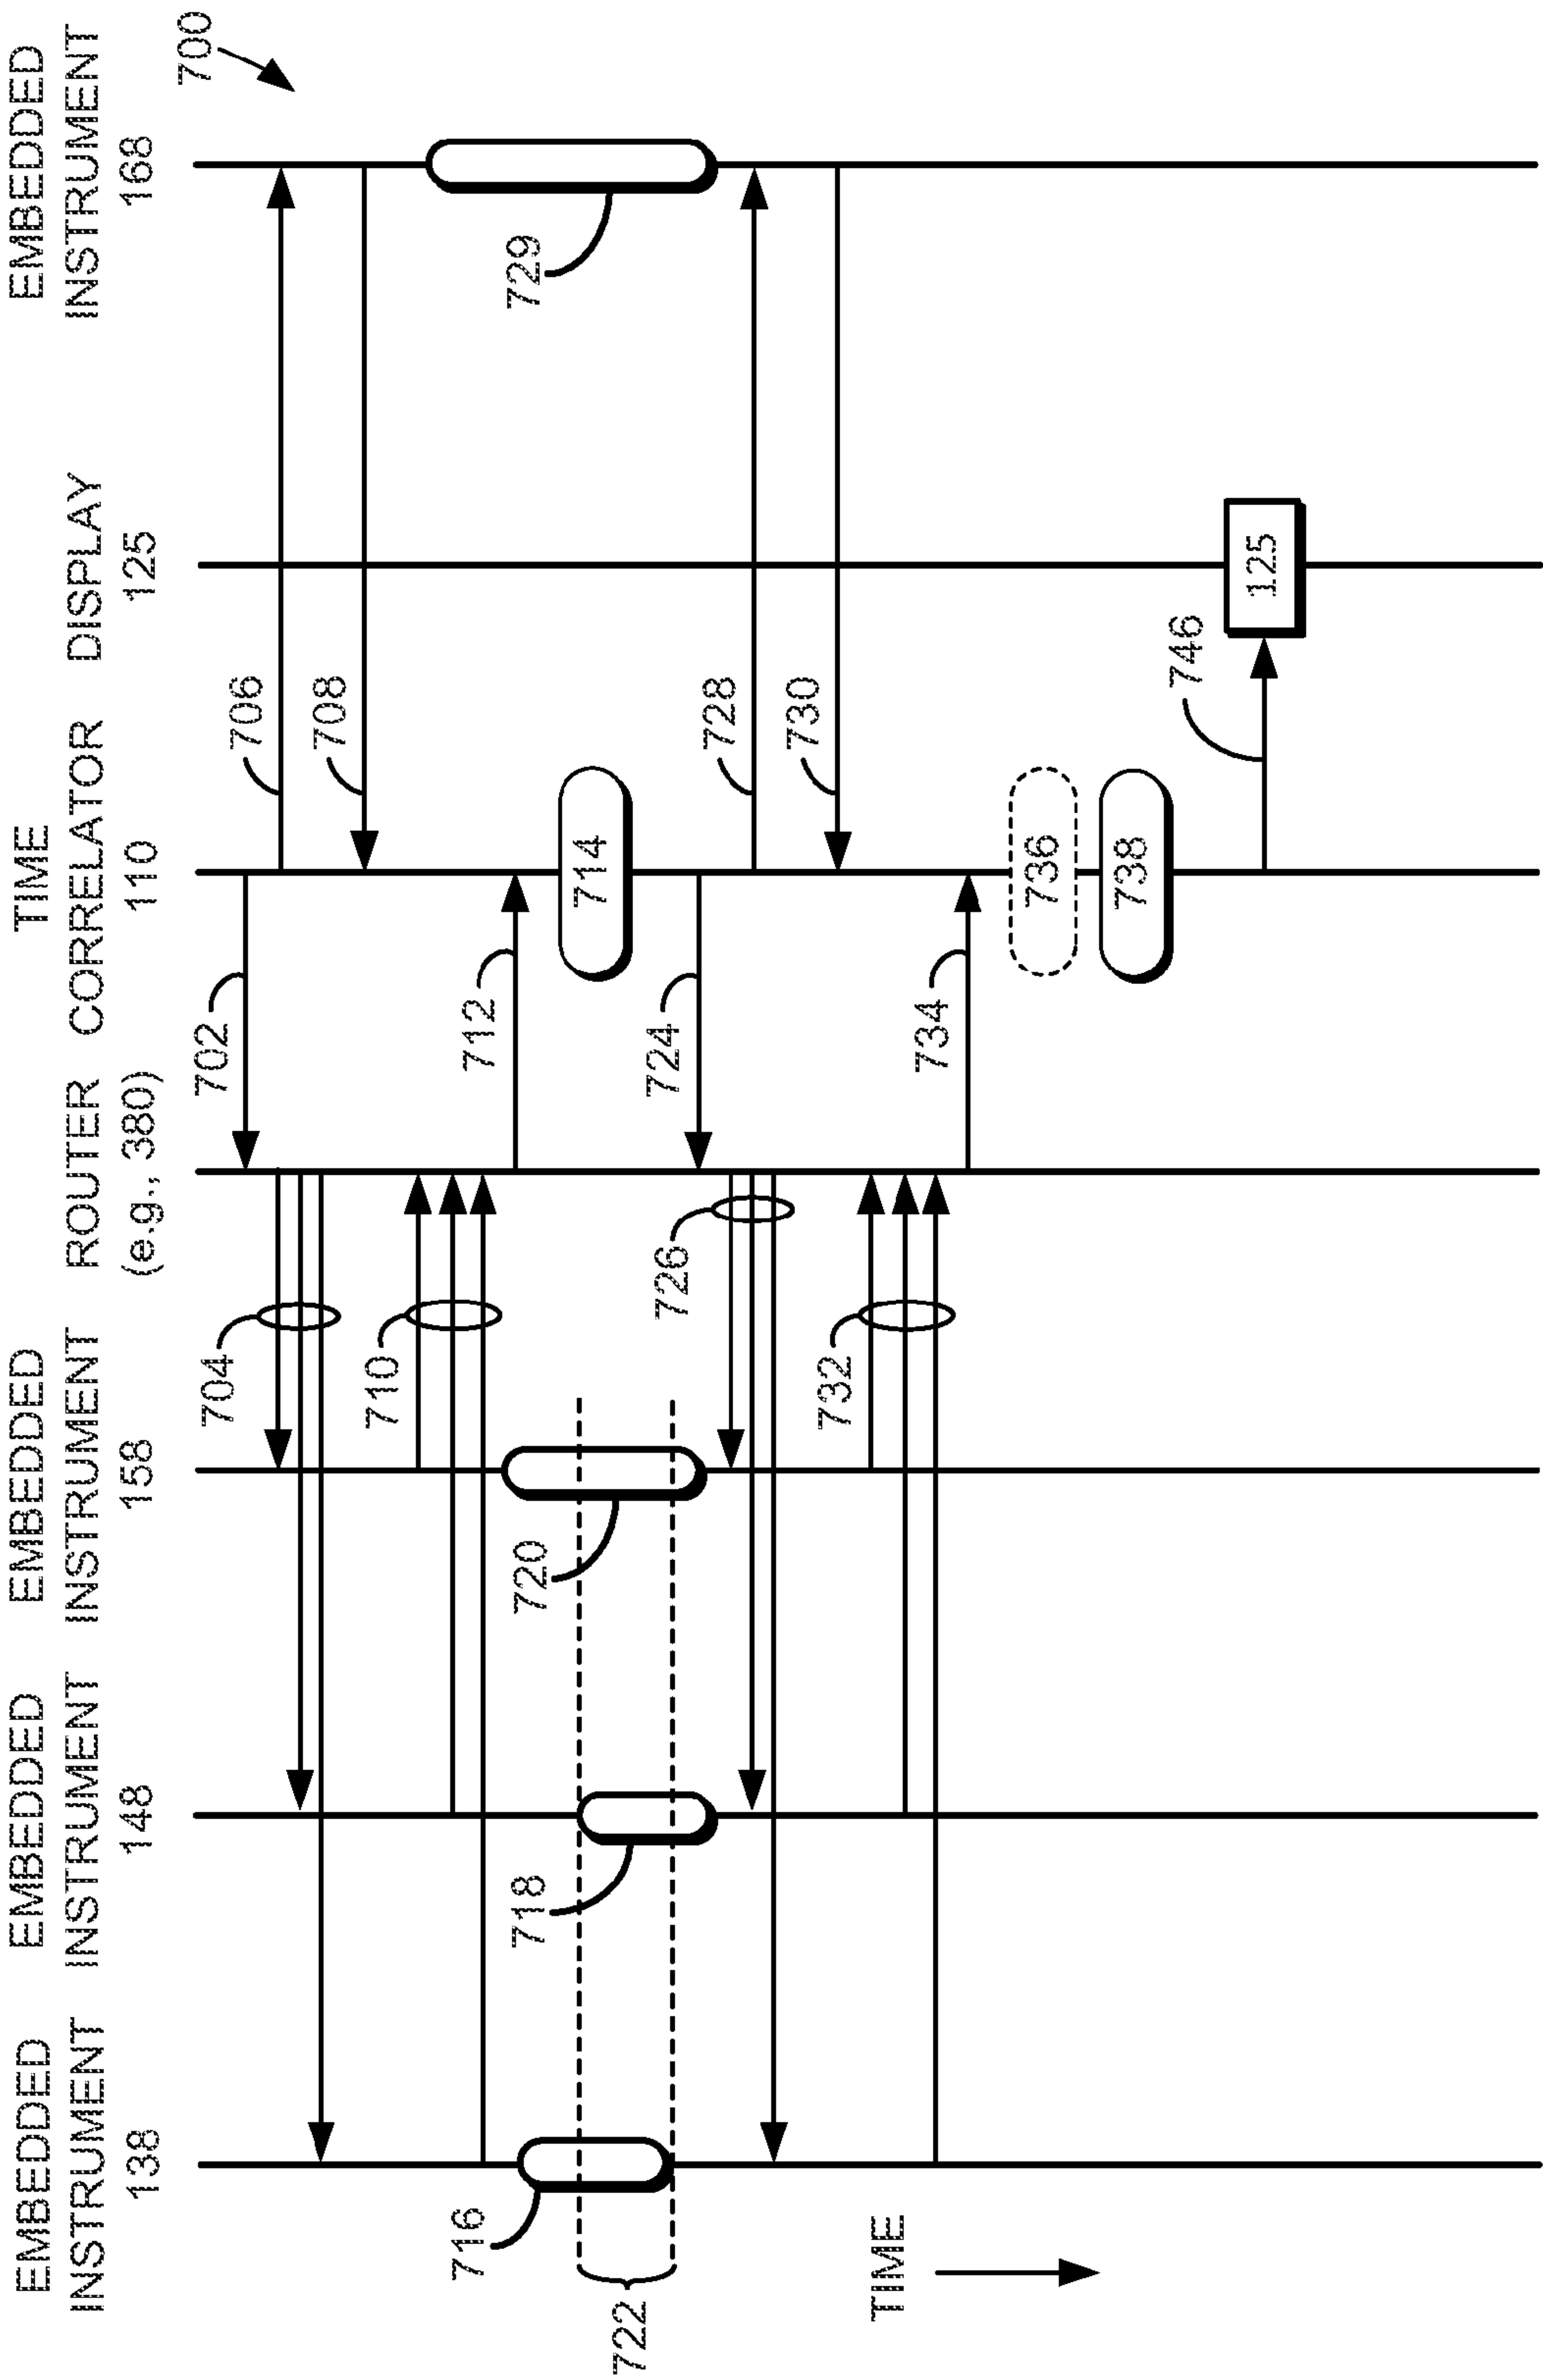 EMBEDDED INSTRUMENT 138
EMBEDDED INSTRUMENT 148
EMBEDDED INSTRUMENT 158
ROUTER (e.g., 380)
TIME CORRELATOR 110
DISPLAY 125
EMBEDDED INSTRUMENT 168
700
702
706
704
708
710
712
716
718
720
714
729
722
724
726
728
730
732
734
TIME
736
738
746
125